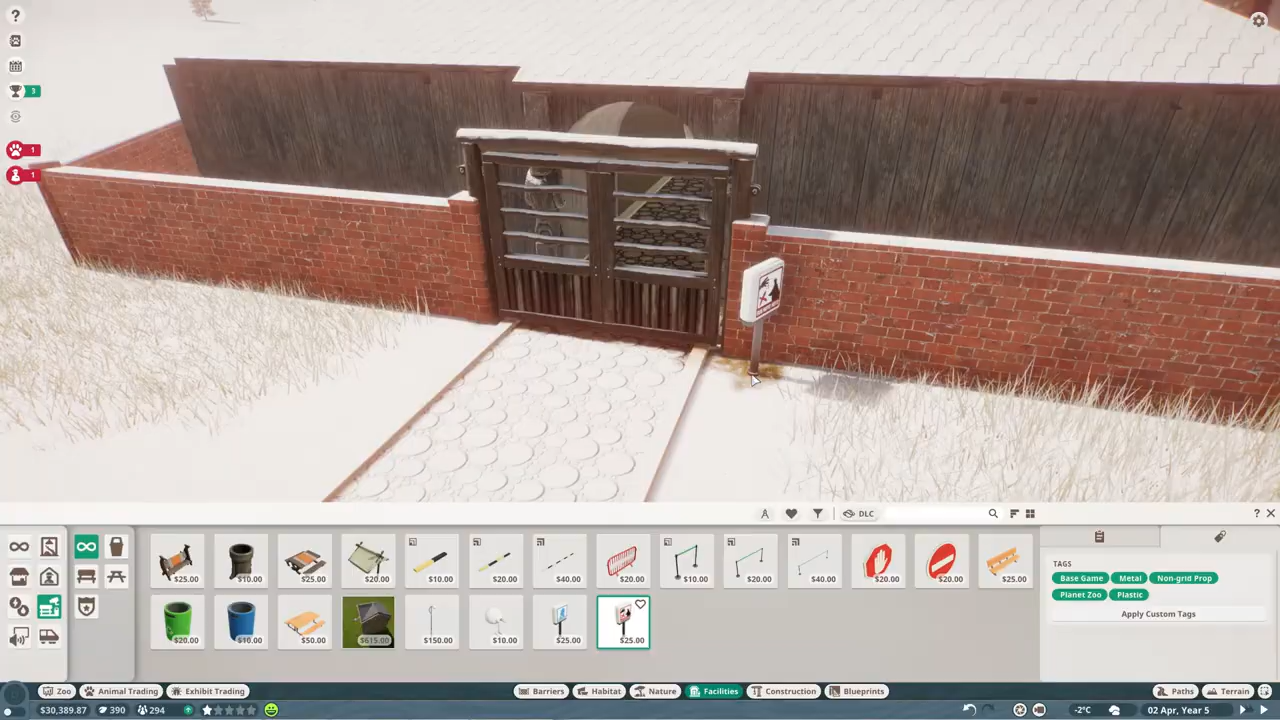 ?
3
1
1
A
DLC
? ×
$25.00 $10.00 $25.00 $20.00 $10.00 $20.00 $40.00 $20.00 $10.00 $20.00 $40.00 $20.00 $20.00 $25.00
$20.00 $10.00 $50.00 $615.00 $150.00 $10.00 $25.00 $25.00
TAGS
Base Game Metal Non-grid Prop
Planet Zoo Plastic
Apply Custom Tags
Zoo Animal Trading Exhibit Trading Barriers Habitat Nature Facilities Construction Blueprints Paths Terrain
$30,389.87 390 294 -2°C 02 Apr, Year 5